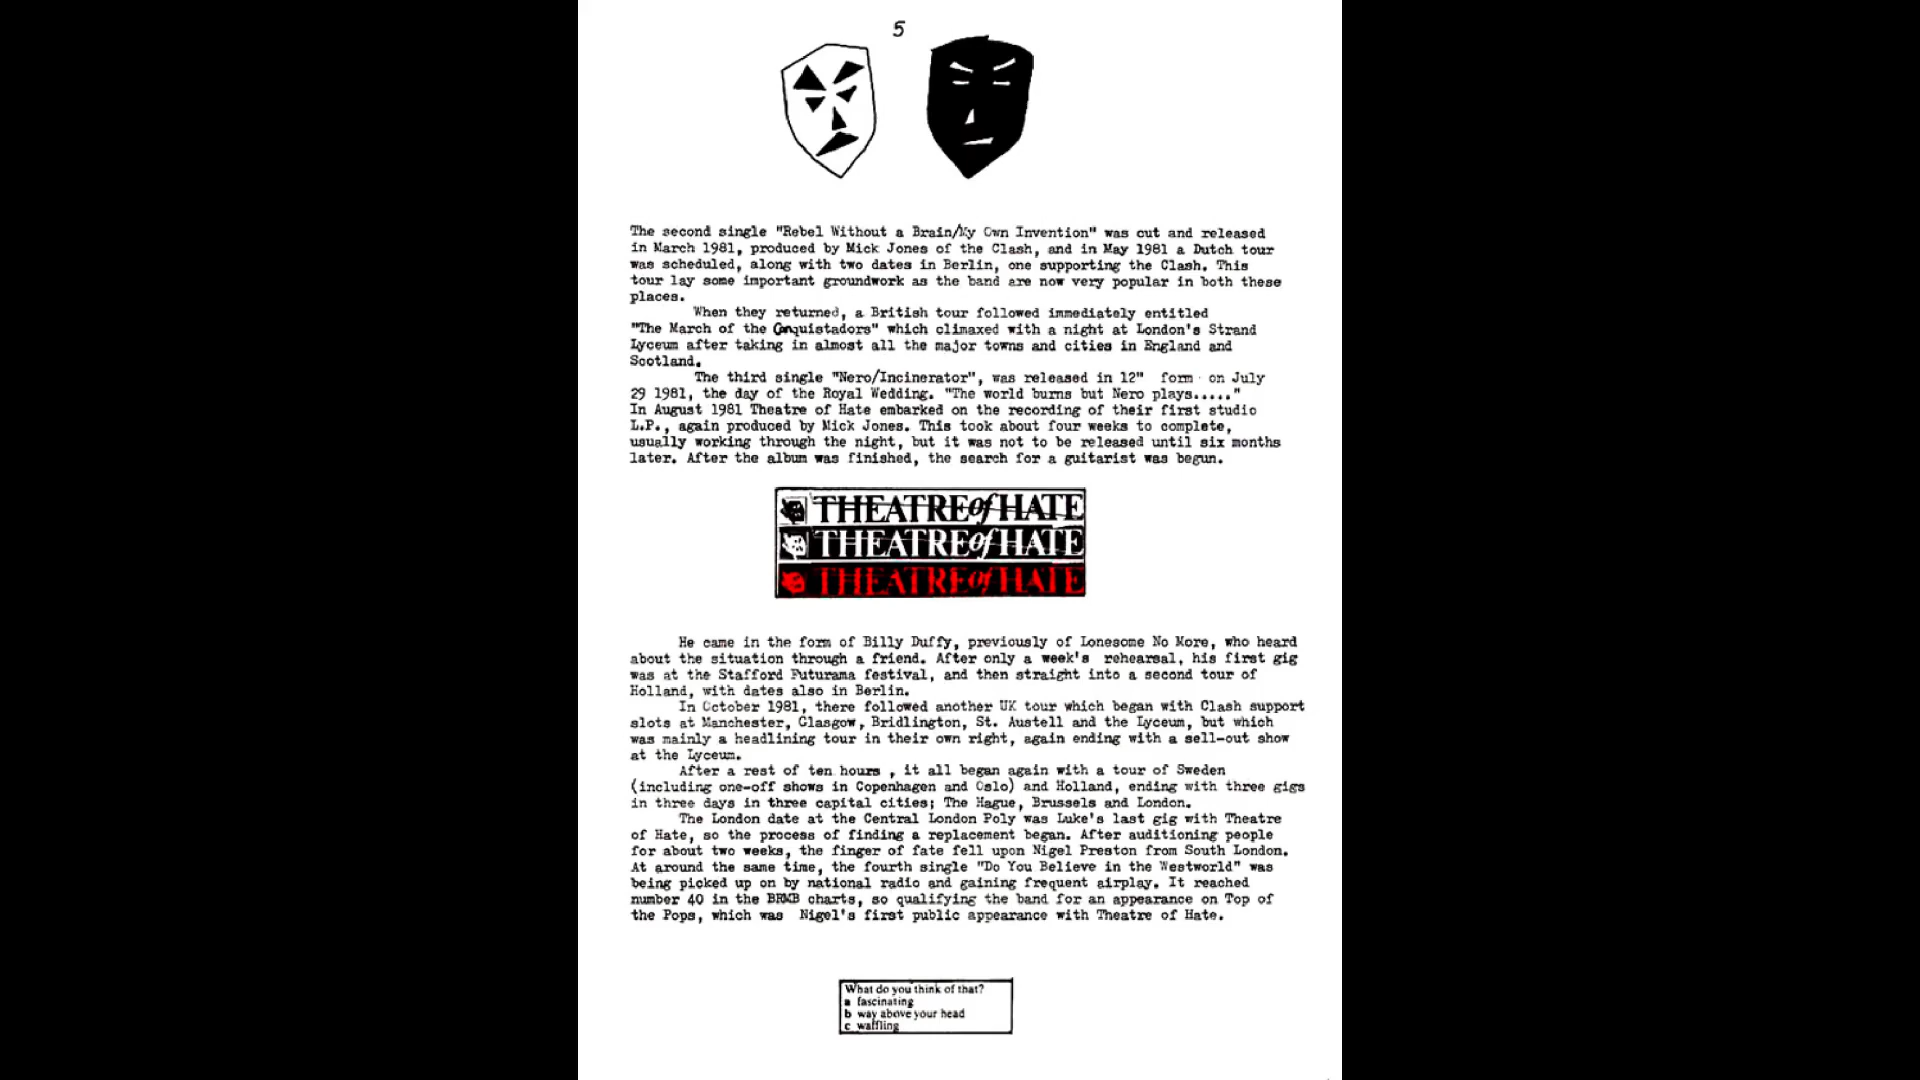 5
The second single "Rebel Without a Brain/My Own Invention" was cut and released
in March 1981, produced by Mick Jones of the Clash, and in May 1981 a Dutch tour
was scheduled, along with two dates in Berlin, one supporting the Clash. This
tour lay some important groundwork as the band are now very popular in both these
places.
When they returned, a British tour followed immediately entitled
"The March of the Conquistadors" which climaxed with a night at London's Strand
Lyceum after taking in almost all the major towns and cities in England and
Scotland.
The third single "Nero/Incinerator", was released in 12" form on July
29 1981, the day of the Royal Wedding. "The world burns but Nero plays....."
In August 1981 Theatre of Hate embarked on the recording of their first studio
L.P., again produced by Mick Jones. This took about four weeks to complete,
usually working through the night, but it was not to be released until six months
later. After the album was finished, the search for a guitarist was begun.
THEATRE of HATE
THEATRE of HATE
THEATRE of HATE
He came in the form of Billy Duffy, previously of Lonesome No More, who heard
about the situation through a friend. After only a week's rehearsal, his first gig
was at the Stafford Futurama festival, and then straight into a second tour of
Holland, with dates also in Berlin.
In October 1981, there followed another UK tour which began with Clash support
slots at Manchester, Glasgow, Bridlington, St. Austell and the Lyceum, but which
was mainly a headlining tour in their own right, again ending with a sell-out show
at the Lyceum.
After a rest of ten hours , it all began again with a tour of Sweden
(including one-off shows in Copenhagen and Oslo) and Holland, ending with three gigs
in three days in three capital cities; The Hague, Brussels and London.
The London date at the Central London Poly was Luke's last gig with Theatre
of Hate, so the process of finding a replacement began. After auditioning people
for about two weeks, the finger of fate fell upon Nigel Preston from South London.
At around the same time, the fourth single "Do You Believe in the Westworld" was
being picked up on by national radio and gaining frequent airplay. It reached
number 40 in the BRMB charts, so qualifying the band for an appearance on Top of
the Pops, which was Nigel's first public appearance with Theatre of Hate.
What do you think of that?
a fascinating
b way above your head
c waffling